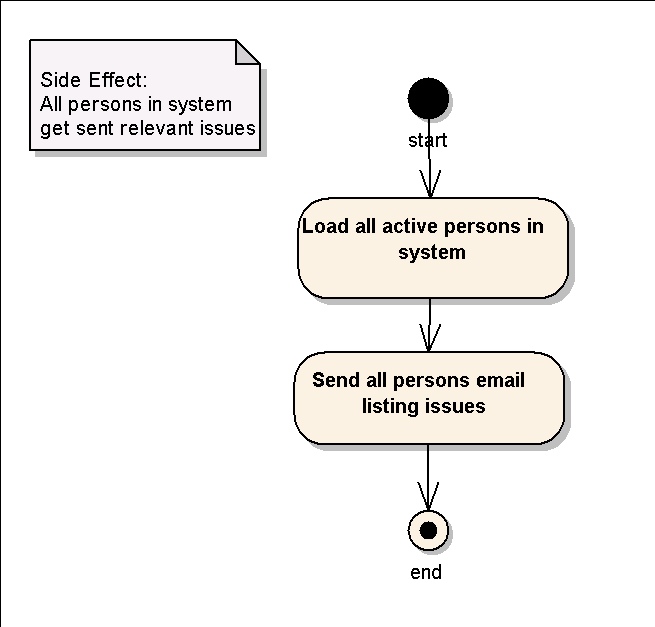 Side Effect:
All persons in system
get sent relevant issues
start
Load all active persons in
system
Send all persons email
listing issues
end